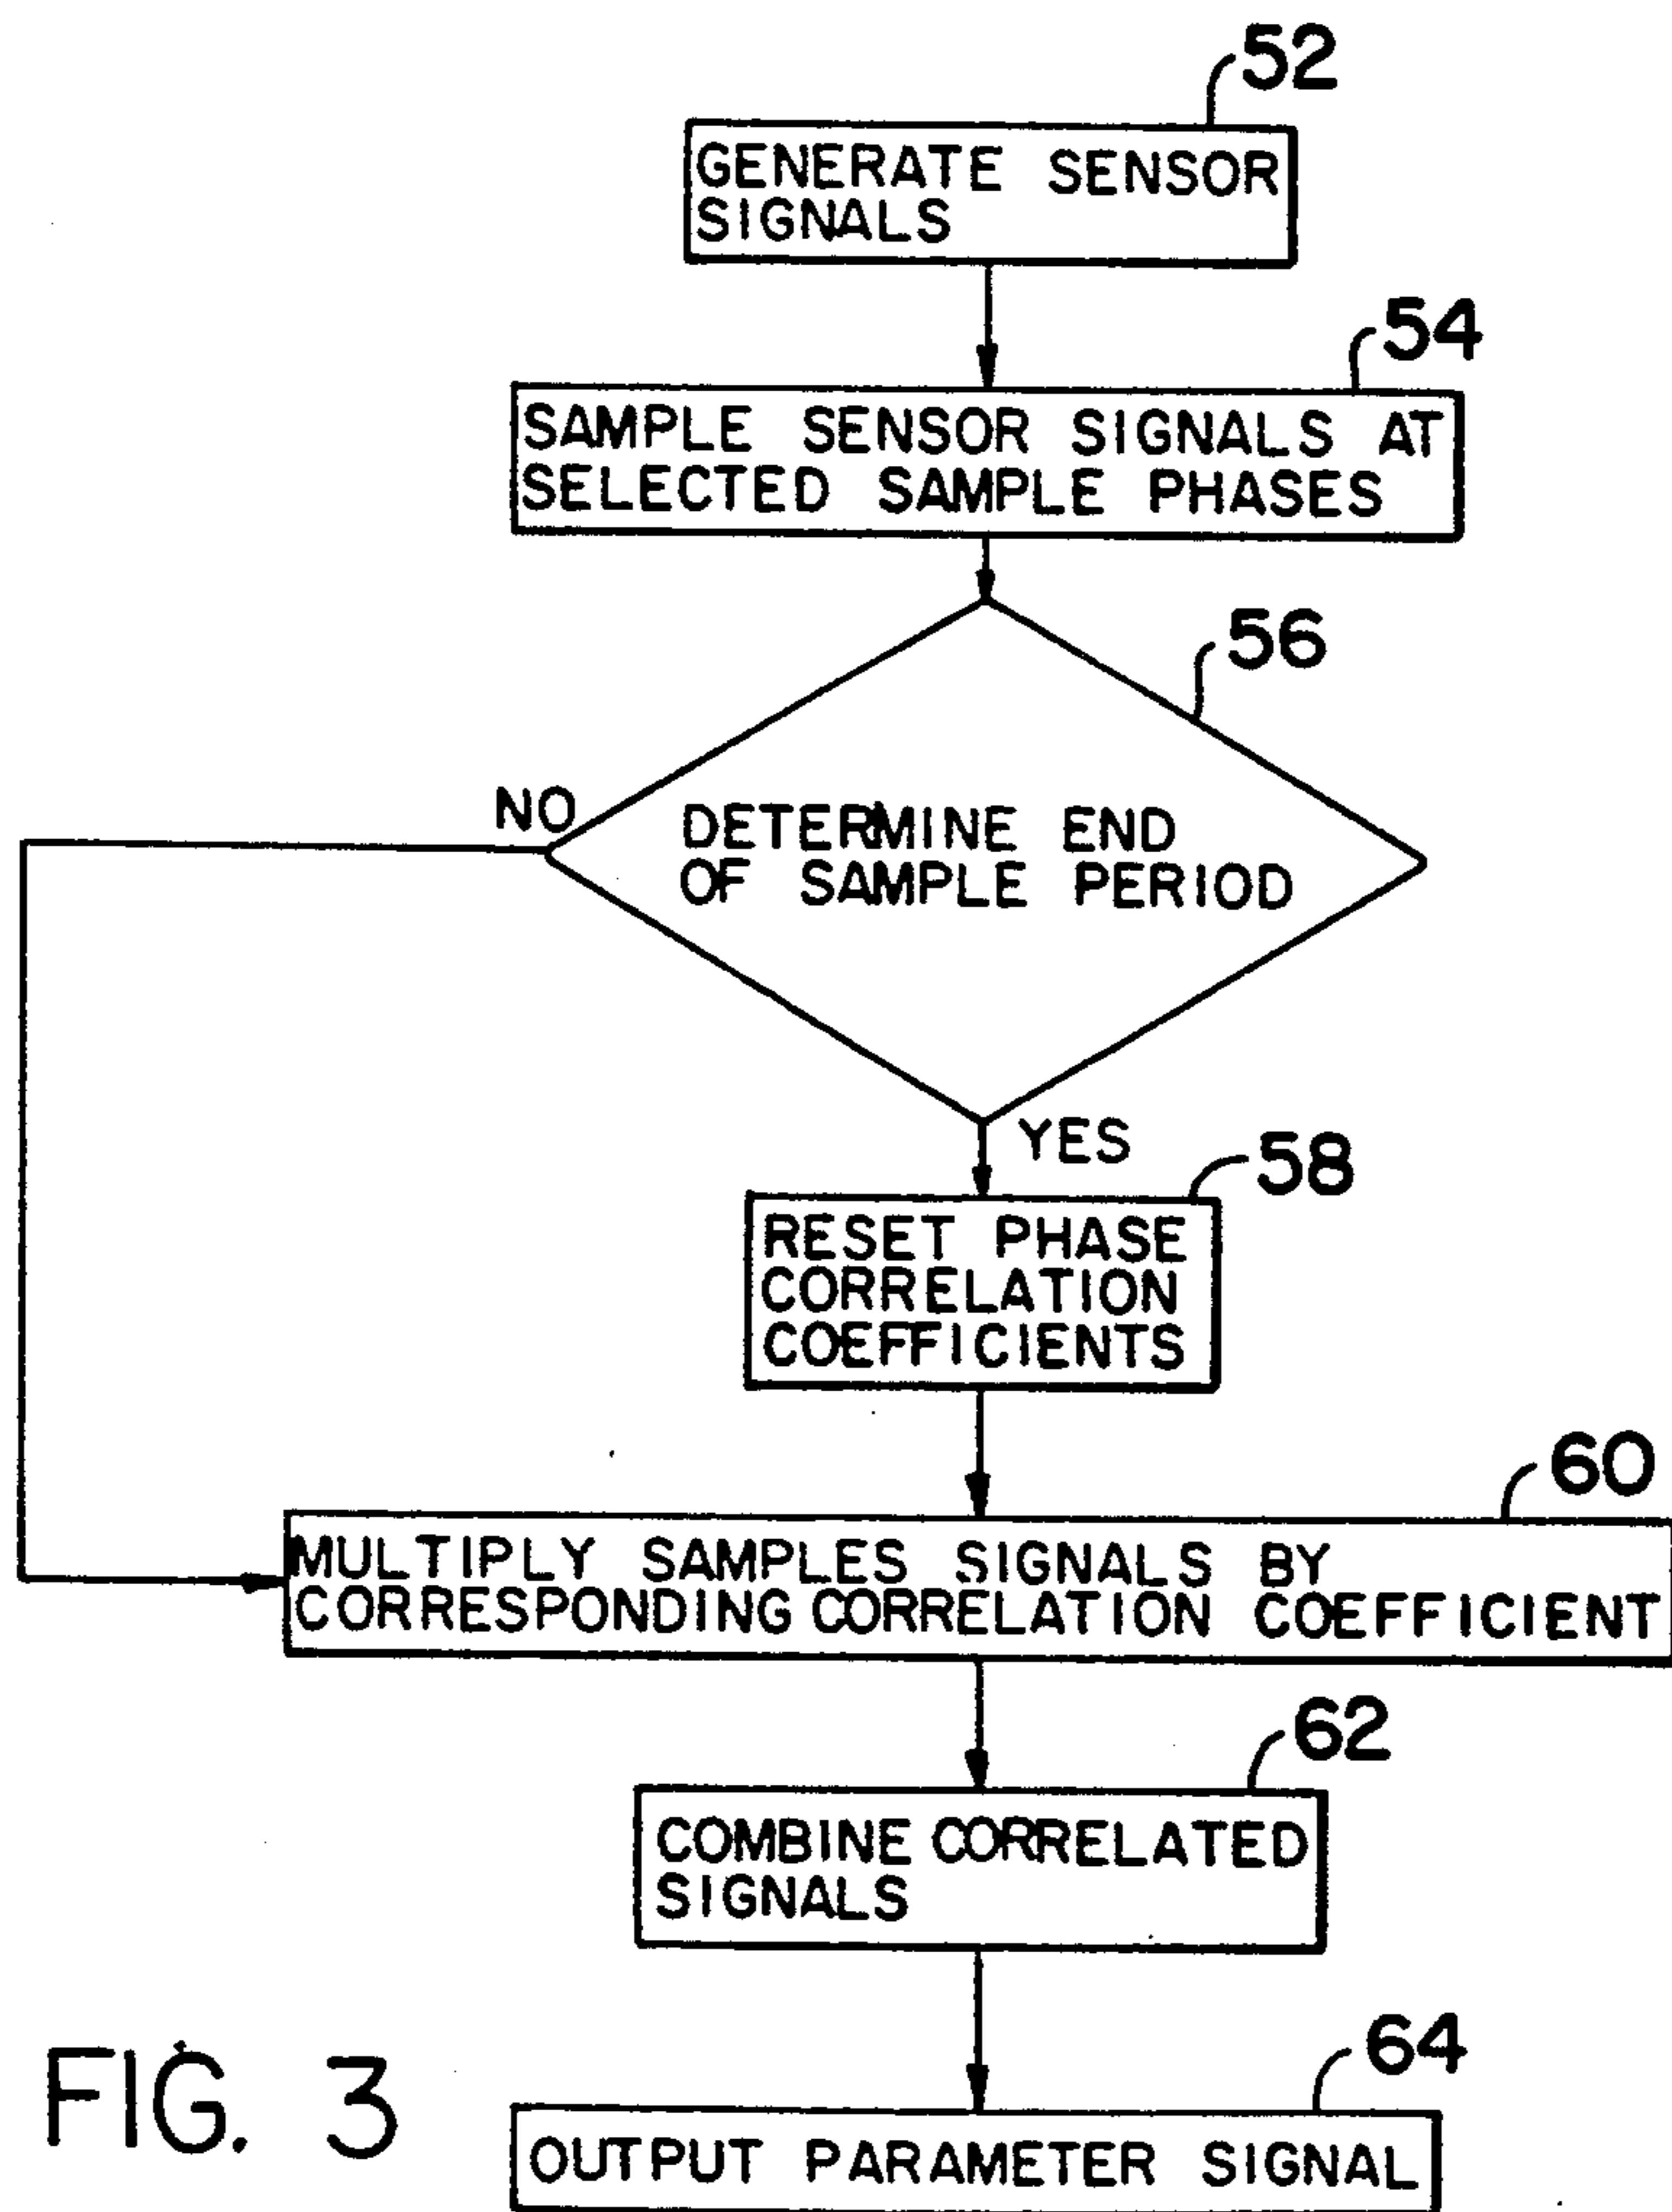 52
GENERATE SENSOR
SIGNALS
54
SAMPLE SENSOR SIGNALS AT
SELECTED SAMPLE PHASES
56
NO
DETERMINE END
OF SAMPLE PERIOD
YES
58
RESET PHASE
CORRELATION
COEFFICIENTS
60
MULTIPLY SAMPLES SIGNALS BY
CORRESPONDING CORRELATION COEFFICIENT
62
COMBINE CORRELATED
SIGNALS
64
OUTPUT PARAMETER SIGNAL
FIG. 3